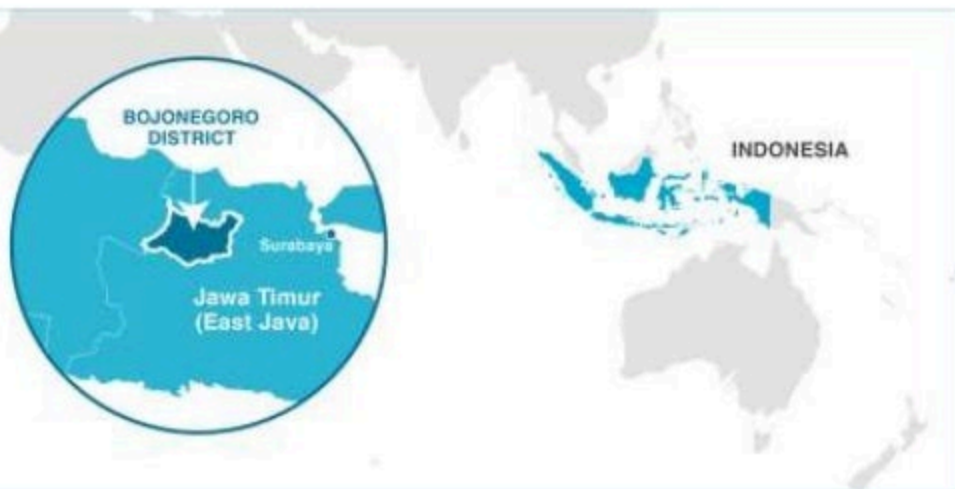 BOJONEGORO
DISTRICT
INDONESIA
Surabaya
Jawa Timur
(East Java)